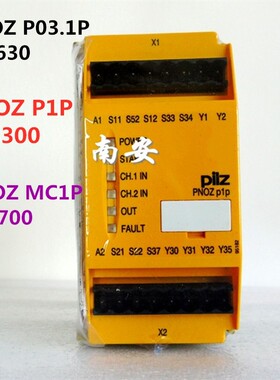 OZ P03.1P
630
X1
A1 S11 S52 S12 S33 S34 Y1 Y2
POWER
OZ P1P
300
南安
CH.1 IN
CH.2 IN
OUT
FAULT
pilz
PNOZ p1p
OZ MC1P
700
A2 S21 S22 S37 Y30 Y31 Y32 Y35
X2